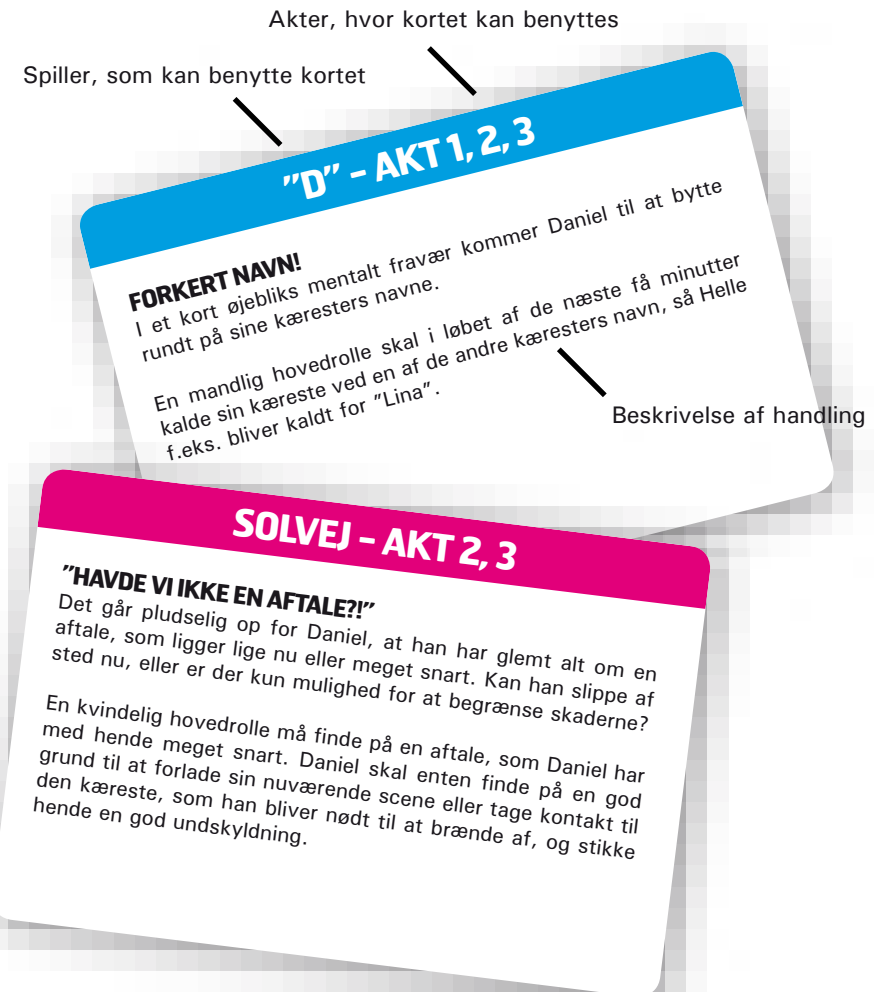 Akter, hvor kortet kan benyttes
Spiller, som kan benytte kortet
”D” – AKT 1, 2, 3
FORKERT NAVN!
I et kort øjebliks mentalt fravær kommer Daniel til at bytte
rundt på sine kæresters navne.
En mandlig hovedrolle skal i løbet af de næste få minutter
kalde sin kæreste ved en af de andre kæresters navn, så Helle
f.eks. bliver kaldt for ”Lina”.
Beskrivelse af handling
SOLVEJ – AKT 2, 3
”HAVDE VI IKKE EN AFTALE?!”
Det går pludselig op for Daniel, at han har glemt alt om en
aftale, som ligger lige nu eller meget snart. Kan han slippe af
sted nu, eller er der kun mulighed for at begrænse skaderne?
En kvindelig hovedrolle må finde på en aftale, som Daniel har
med hende meget snart. Daniel skal enten finde på en god
grund til at forlade sin nuværende scene eller tage kontakt til
den kæreste, som han bliver nødt til at brænde af, og stikke
hende en god undskyldning.